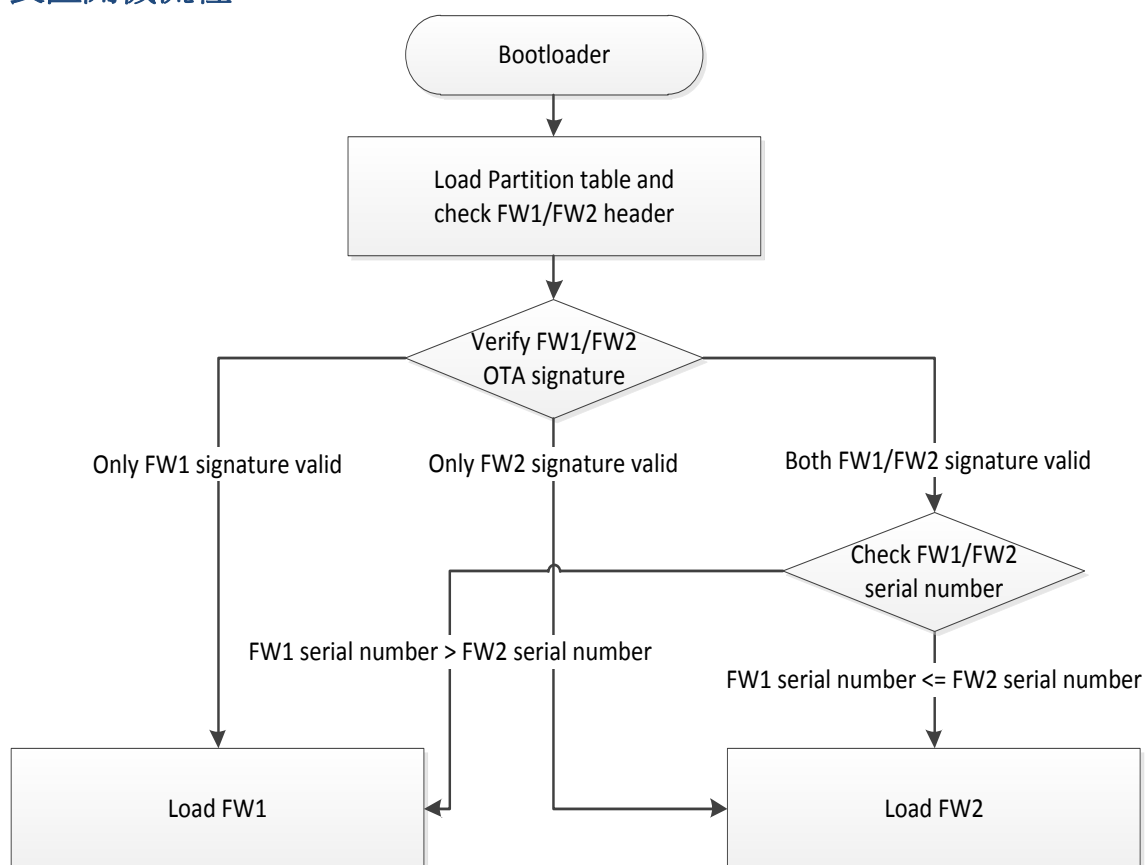 Bootloader
Load Partition table and
check FW1/FW2 header
Verify FW1/FW2
OTA signature
Only FW1 signature valid
Only FW2 signature valid
Both FW1/FW2 signature valid
Check FW1/FW2
serial number
FW1 serial number > FW2 serial number
FW1 serial number <= FW2 serial number
Load FW1
Load FW2